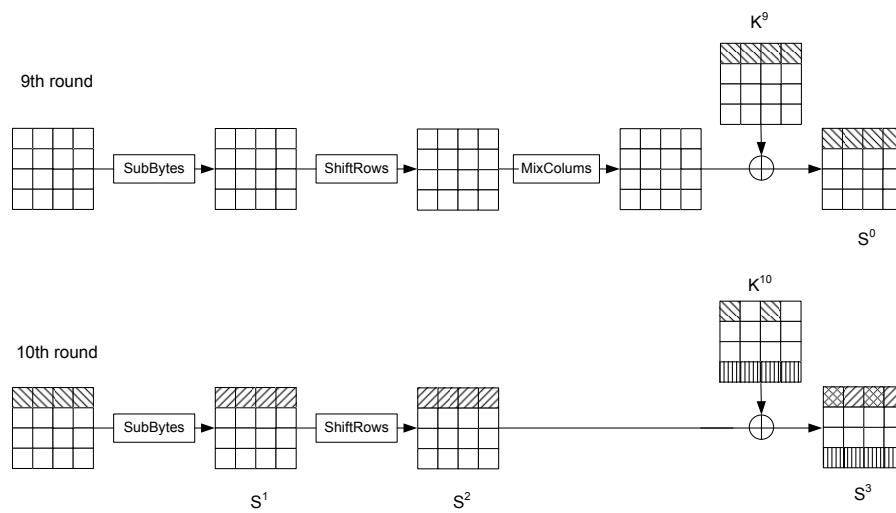 K⁹
9th round
SubBytes
ShiftRows
MixColums
S⁰
K¹⁰
10th round
SubBytes
ShiftRows
S¹
S²
S³